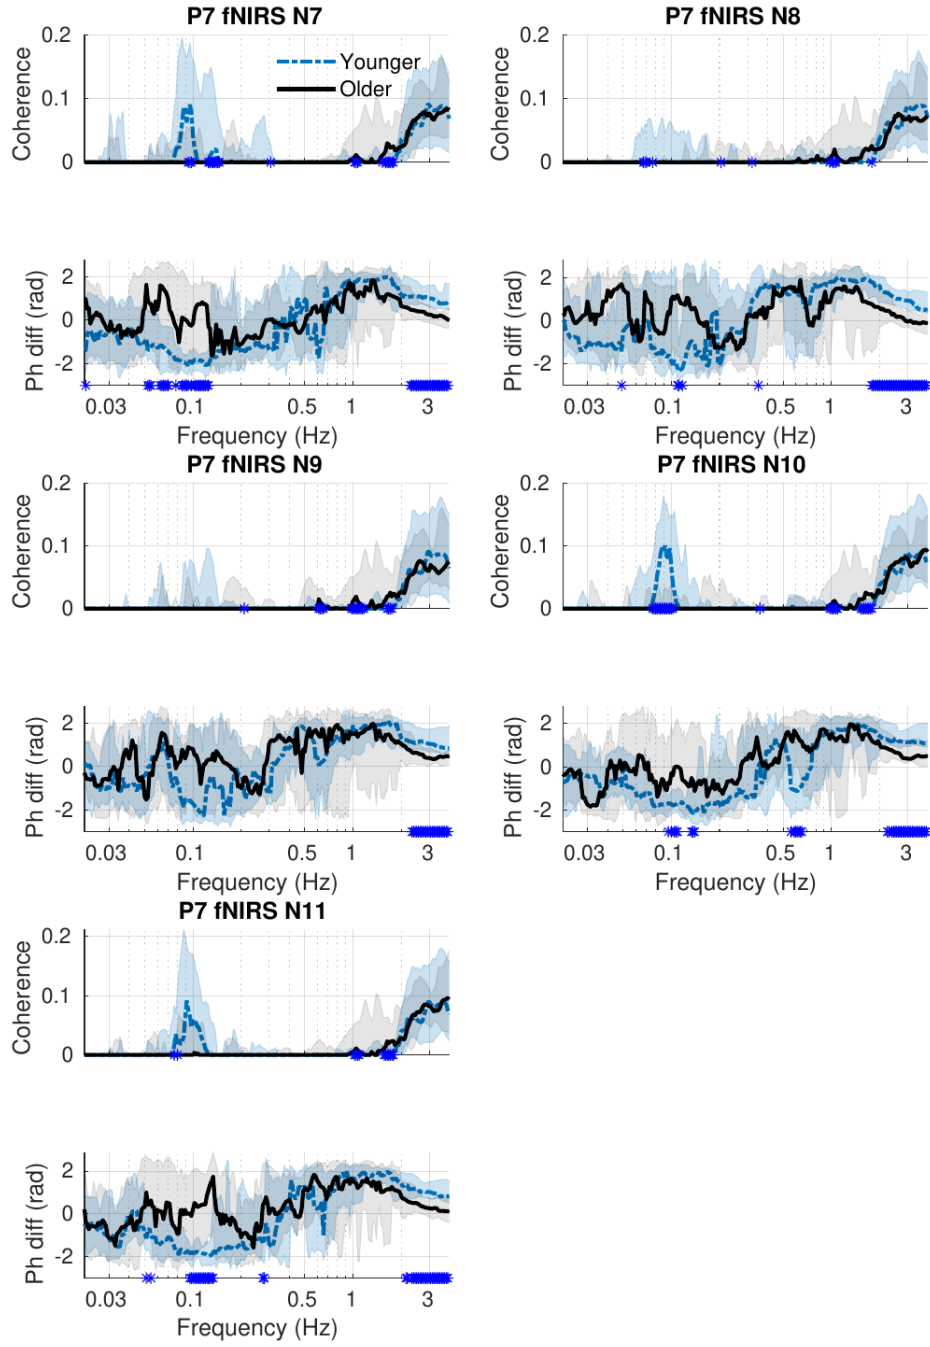 P7 fNIRS N7
P7 fNIRS N8
0.2
0.1
0
Coherence
Younger
Older
0.2
0.1
0
Coherence
2
0
-2
Ph diff (rad)
0.03 0.1 0.5 1 3
Frequency (Hz)
2
0
-2
Ph diff (rad)
0.03 0.1 0.5 1 3
Frequency (Hz)
P7 fNIRS N9
P7 fNIRS N10
0.2
0.1
0
Coherence
0.2
0.1
0
Coherence
2
0
-2
Ph diff (rad)
0.03 0.1 0.5 1 3
Frequency (Hz)
2
0
-2
Ph diff (rad)
0.03 0.1 0.5 1 3
Frequency (Hz)
P7 fNIRS N11
0.2
0.1
0
Coherence
2
0
-2
Ph diff (rad)
0.03 0.1 0.5 1 3
Frequency (Hz)